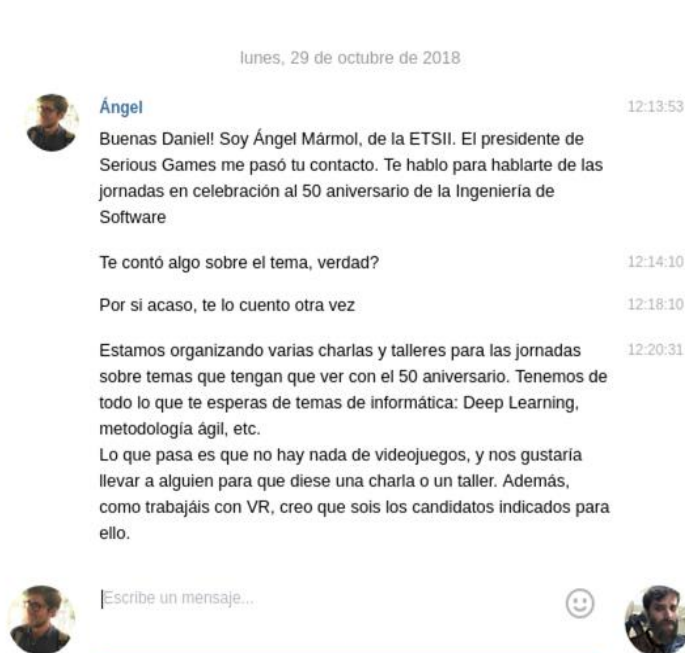 lunes, 29 de octubre de 2018
Ángel 12:13:53
Buenas Daniel! Soy Ángel Mármol, de la ETSII. El presidente de
Serious Games me pasó tu contacto. Te hablo para hablarte de las
jornadas en celebración al 50 aniversario de la Ingeniería de
Software
Te contó algo sobre el tema, verdad? 12:14:10
Por si acaso, te lo cuento otra vez 12:18:10
Estamos organizando varias charlas y talleres para las jornadas 12:20:31
sobre temas que tengan que ver con el 50 aniversario. Tenemos de
todo lo que te esperas de temas de informática: Deep Learning,
metodología ágil, etc.
Lo que pasa es que no hay nada de videojuegos, y nos gustaría
llevar a alguien para que diese una charla o un taller. Además,
como trabajáis con VR, creo que sois los candidatos indicados para
ello.
Escribe un mensaje...